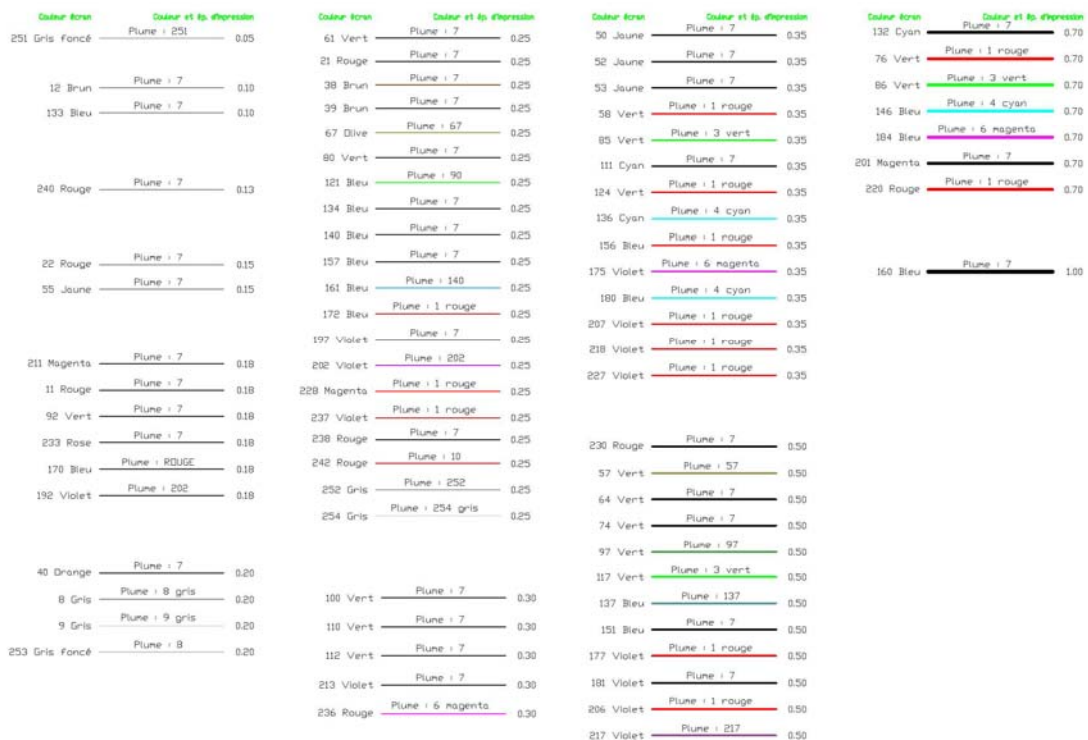 Couleur écran Couleur et ép. d'impression
251 Gris foncé Plume : 251 0.05
12 Brun Plume : 7 0.10
133 Bleu Plume : 7 0.10
240 Rouge Plume : 7 0.13
22 Rouge Plume : 7 0.15
55 Jaune Plume : 7 0.15
211 Magenta Plume : 7 0.18
11 Rouge Plume : 7 0.18
92 Vert Plume : 7 0.18
233 Rose Plume : 7 0.18
170 Bleu Plume : ROUGE 0.18
192 Violet Plume : 202 0.18
40 Orange Plume : 7 0.20
8 Gris Plume : 8 gris 0.20
9 Gris Plume : 9 gris 0.20
253 Gris foncé Plume : 8 0.20
Couleur écran Couleur et ép. d'impression
61 Vert Plume : 7 0.25
21 Rouge Plume : 7 0.25
38 Brun Plume : 7 0.25
39 Brun Plume : 7 0.25
67 Olive Plume : 67 0.25
80 Vert Plume : 7 0.25
121 Bleu Plume : 90 0.25
134 Bleu Plume : 7 0.25
140 Bleu Plume : 7 0.25
157 Bleu Plume : 7 0.25
161 Bleu Plume : 140 0.25
172 Bleu Plume : 1 rouge 0.25
197 Violet Plume : 7 0.25
202 Violet Plume : 202 0.25
228 Magenta Plume : 1 rouge 0.25
237 Violet Plume : 1 rouge 0.25
238 Rouge Plume : 7 0.25
242 Rouge Plume : 10 0.25
252 Gris Plume : 252 0.25
254 Gris Plume : 254 gris 0.25
100 Vert Plume : 7 0.30
110 Vert Plume : 7 0.30
112 Vert Plume : 7 0.30
213 Violet Plume : 7 0.30
236 Rouge Plume : 6 magenta 0.30
Couleur écran Couleur et ép. d'impression
50 Jaune Plume : 7 0.35
52 Jaune Plume : 7 0.35
53 Jaune Plume : 7 0.35
58 Vert Plume : 1 rouge 0.35
85 Vert Plume : 3 vert 0.35
111 Cyan Plume : 7 0.35
124 Vert Plume : 1 rouge 0.35
136 Cyan Plume : 4 cyan 0.35
156 Bleu Plume : 1 rouge 0.35
175 Violet Plume : 6 magenta 0.35
180 Bleu Plume : 4 cyan 0.35
207 Violet Plume : 1 rouge 0.35
218 Violet Plume : 1 rouge 0.35
227 Violet Plume : 1 rouge 0.35
230 Rouge Plume : 7 0.50
57 Vert Plume : 57 0.50
64 Vert Plume : 7 0.50
74 Vert Plume : 7 0.50
97 Vert Plume : 97 0.50
117 Vert Plume : 3 vert 0.50
137 Bleu Plume : 137 0.50
151 Bleu Plume : 7 0.50
177 Violet Plume : 1 rouge 0.50
181 Violet Plume : 7 0.50
206 Violet Plume : 1 rouge 0.50
217 Violet Plume : 217 0.50
Couleur écran Couleur et ép. d'impression
132 Cyan Plume : 7 0.70
76 Vert Plume : 1 rouge 0.70
86 Vert Plume : 3 vert 0.70
146 Bleu Plume : 4 cyan 0.70
184 Bleu Plume : 6 magenta 0.70
201 Magenta Plume : 7 0.70
220 Rouge Plume : 1 rouge 0.70
160 Bleu Plume : 7 1.00